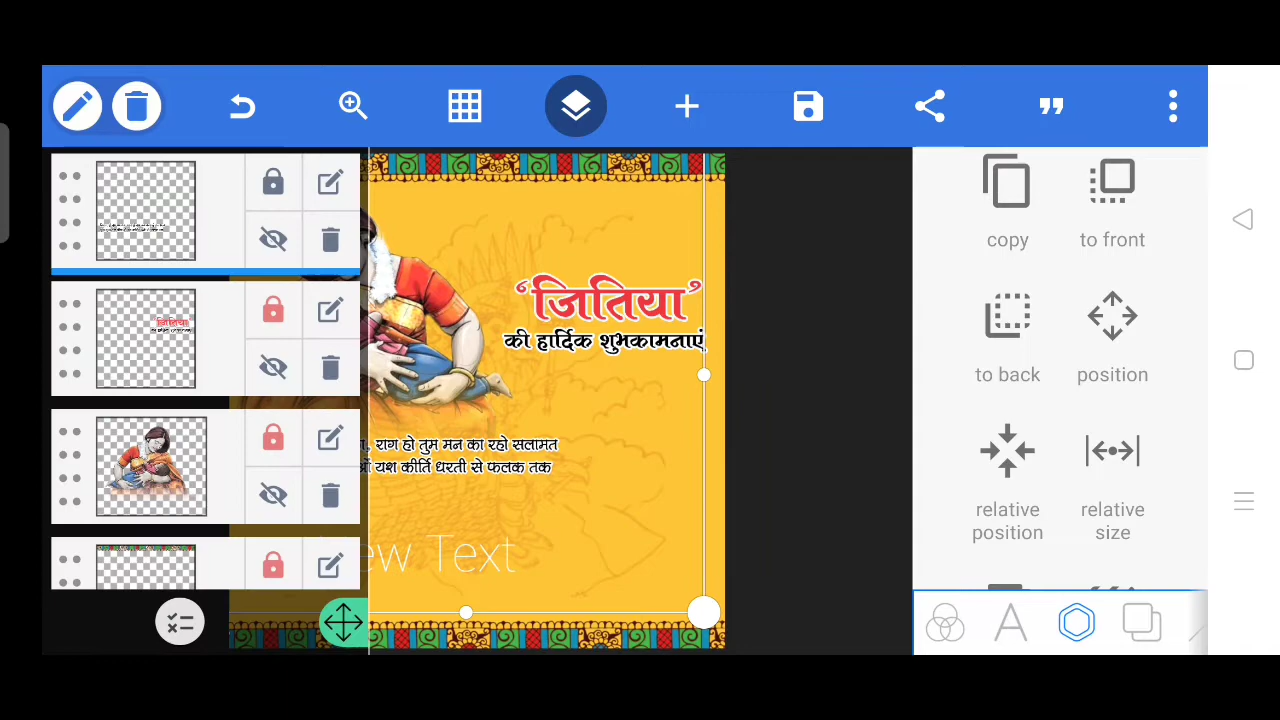 ‘जितिया’
की हार्दिक शुभकामनाएं
राग हो तुम मन का रहो सलामत
यश कीर्ति धरती से फलक तक
ew Text
copy
to front
to back
position
relative position
relative size